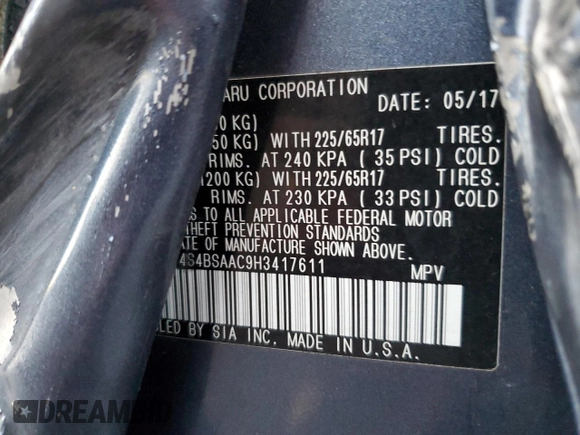 ARU CORPORATION DATE: 05/17
0 KG)
50 KG) WITH 225/65R17 TIRES.
RIMS. AT 240 KPA ( 35 PSI) COLD
200 KG) WITH 225/65R17 TIRES.
RIMS. AT 230 KPA ( 33 PSI) COLD
S TO ALL APPLICABLE FEDERAL MOTOR
THEFT PREVENTION STANDARDS
ATE OF MANUFACTURE SHOWN ABOVE.
4S4BSAAC9H3417611 MPV
LED BY SIA INC. MADE IN U.S.A.
DREAMBID